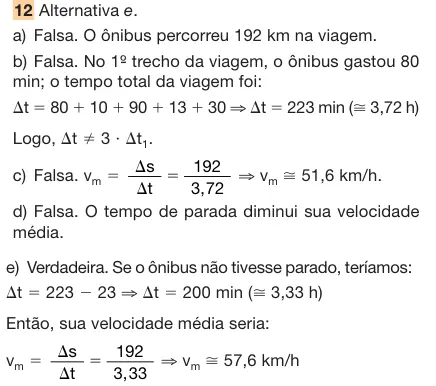 12 Alternativa e.
a) Falsa. O ônibus percorreu 192 km na viagem.
b) Falsa. No 1º trecho da viagem, o ônibus gastou 80
min; o tempo total da viagem foi:
Δt = 80 + 10 + 90 + 13 + 30 ⇒ Δt = 223 min (≅ 3,72 h)
Logo, Δt ≠ 3 · Δt₁.
c) Falsa. vₘ = Δs/Δt = 192/3,72 ⇒ vₘ ≅ 51,6 km/h.
d) Falsa. O tempo de parada diminui sua velocidade
média.
e) Verdadeira. Se o ônibus não tivesse parado, teríamos:
Δt = 223 − 23 ⇒ Δt = 200 min (≅ 3,33 h)
Então, sua velocidade média seria:
vₘ = Δs/Δt = 192/3,33 ⇒ vₘ ≅ 57,6 km/h